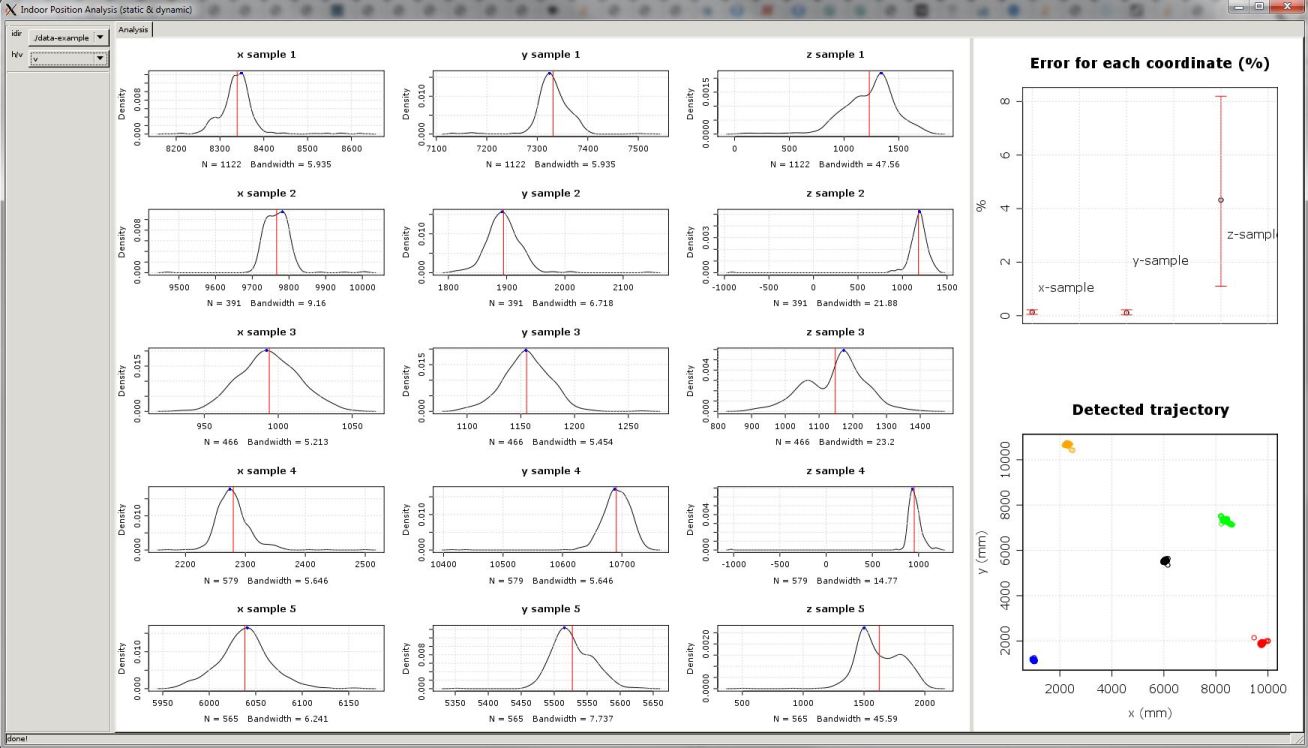 Indoor Position Analysis (static & dynamic)
idir
./data-example
h/v
v
Analysis
x sample 1
Density
0.000 0.008
8200 8300 8400 8500 8600
N = 1122 Bandwidth = 5.935
y sample 1
Density
0.000 0.010
7100 7200 7300 7400 7500
N = 1122 Bandwidth = 5.935
z sample 1
Density
0.0000 0.0015
0 500 1000 1500
N = 1122 Bandwidth = 47.56
x sample 2
Density
0.000 0.008
9500 9600 9700 9800 9900 10000
N = 391 Bandwidth = 9.16
y sample 2
Density
0.000 0.010
1800 1900 2000 2100
N = 391 Bandwidth = 6.718
z sample 2
Density
0.000 0.003
-1000 -500 0 500 1000 1500
N = 391 Bandwidth = 21.88
x sample 3
Density
0.000 0.015
950 1000 1050
N = 466 Bandwidth = 5.213
y sample 3
Density
0.000 0.010
1100 1150 1200 1250
N = 466 Bandwidth = 5.454
z sample 3
Density
0.000 0.004
800 900 1000 1100 1200 1300 1400
N = 466 Bandwidth = 23.2
x sample 4
Density
0.000 0.010
2200 2300 2400 2500
N = 579 Bandwidth = 5.646
y sample 4
Density
0.000 0.010
10400 10500 10600 10700
N = 579 Bandwidth = 5.646
z sample 4
Density
0.000 0.004
-1000 -500 0 500 1000
N = 579 Bandwidth = 14.77
x sample 5
Density
0.000 0.010
5950 6000 6050 6100 6150
N = 565 Bandwidth = 6.241
y sample 5
Density
0.000 0.008
5350 5400 5450 5500 5550 5600 5650
N = 565 Bandwidth = 7.737
z sample 5
Density
0.0000 0.0020
500 1000 1500 2000
N = 565 Bandwidth = 45.59
Error for each coordinate (%)
%
8
6
4
2
0
x-sample
y-sample
z-sampl
Detected trajectory
y (mm)
2000 4000 6000 8000 10000
2000 4000 6000 8000 10000
x (mm)
done!